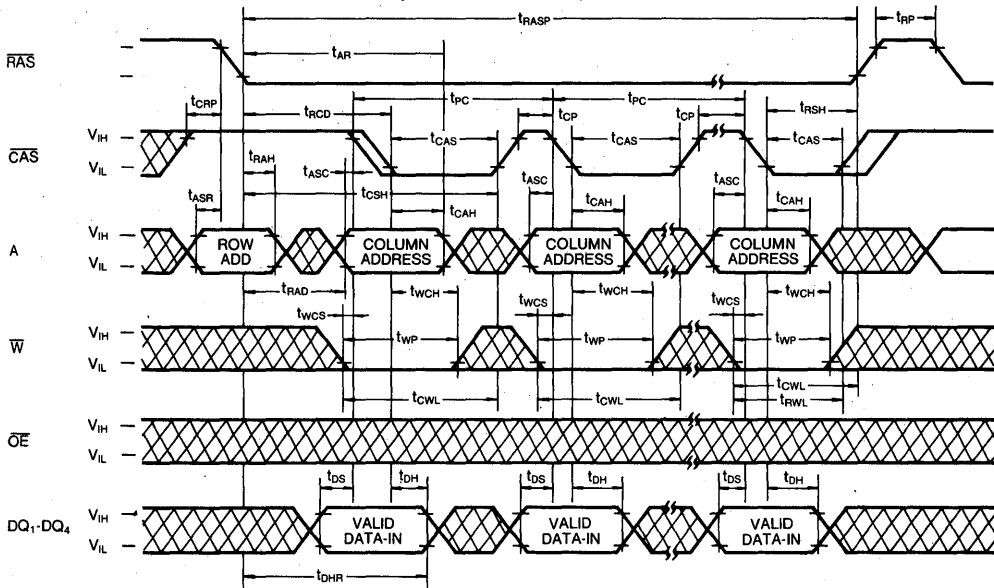 tRASP
tRP
tAR
RAS
tCRP
tRCD
tPC
tPC
tRSH
tCP
tCP
VIH
CAS
VIL
tCAS
tCAS
tCAS
tRAH
tASC
tCSH
tASC
tASC
tASR
tCAH
tCAH
tCAH
A
VIH
VIL
ROW
ADD
COLUMN
ADDRESS
COLUMN
ADDRESS
COLUMN
ADDRESS
tRAD
tWCH
tWCH
tWCH
tWCS
tWCS
tWCS
W
VIH
VIL
tWP
tWP
tWP
tCWL
tCWL
tCWL
tRWL
OE
VIH
VIL
tDS
tDH
tDS
tDH
tDS
tDH
DQ1-DQ4
VIH
VIL
VALID
DATA-IN
VALID
DATA-IN
VALID
DATA-IN
tDHR